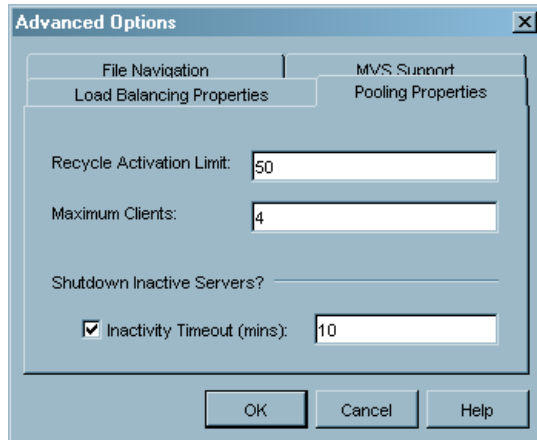 Advanced Options
File Navigation MVS Support
Load Balancing Properties Pooling Properties
Recycle Activation Limit: 50
Maximum Clients: 4
Shutdown Inactive Servers?
Inactivity Timeout (mins): 10
OK Cancel Help